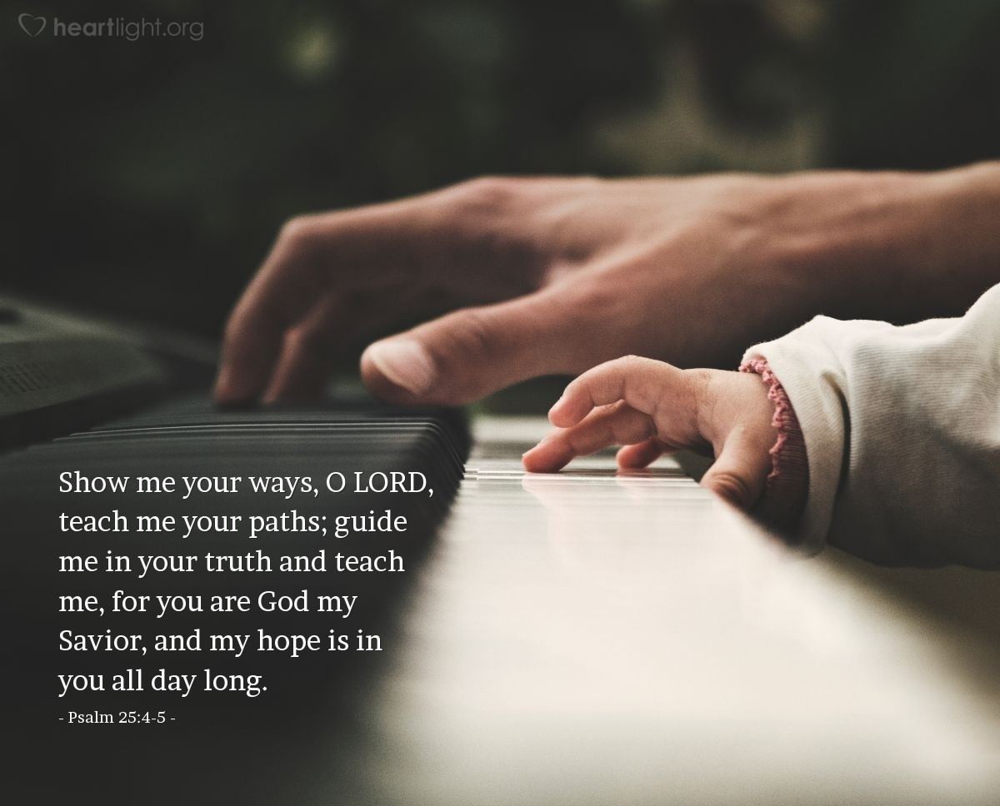 heartlight.org
Show me your ways, O LORD,
teach me your paths; guide
me in your truth and teach
me, for you are God my
Savior, and my hope is in
you all day long.
- Psalm 25:4-5 -